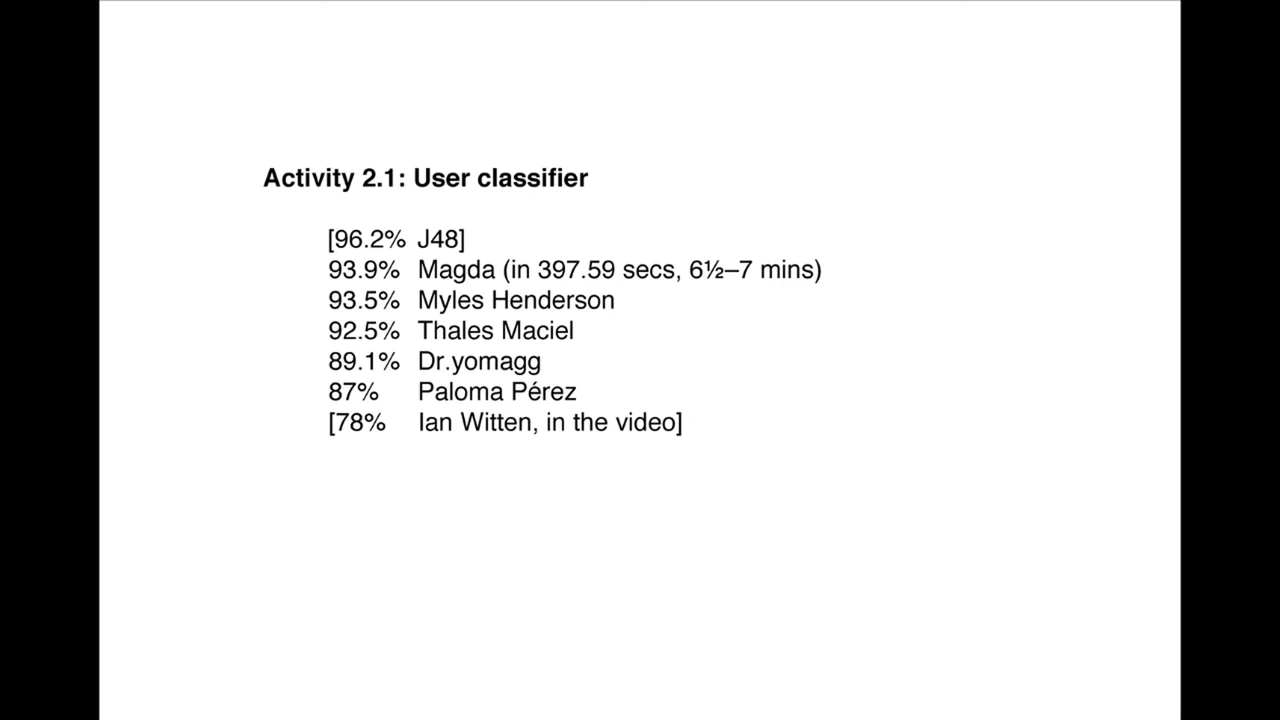 Activity 2.1: User classifier
[96.2% J48]
93.9% Magda (in 397.59 secs, 6½–7 mins)
93.5% Myles Henderson
92.5% Thales Maciel
89.1% Dr.yomagg
87% Paloma Pérez
[78% Ian Witten, in the video]